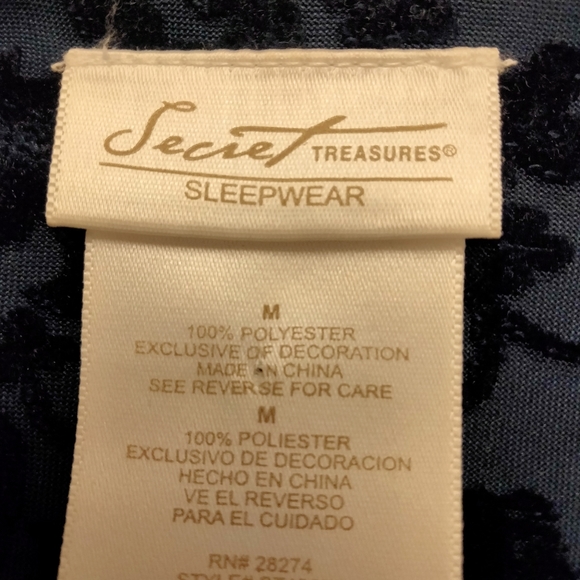 Secret TREASURES®
SLEEPWEAR
M
100% POLYESTER
EXCLUSIVE OF DECORATION
MADE IN CHINA
SEE REVERSE FOR CARE
M
100% POLIESTER
EXCLUSIVO DE DECORACION
HECHO EN CHINA
VE EL REVERSO
PARA EL CUIDADO
RN# 28274